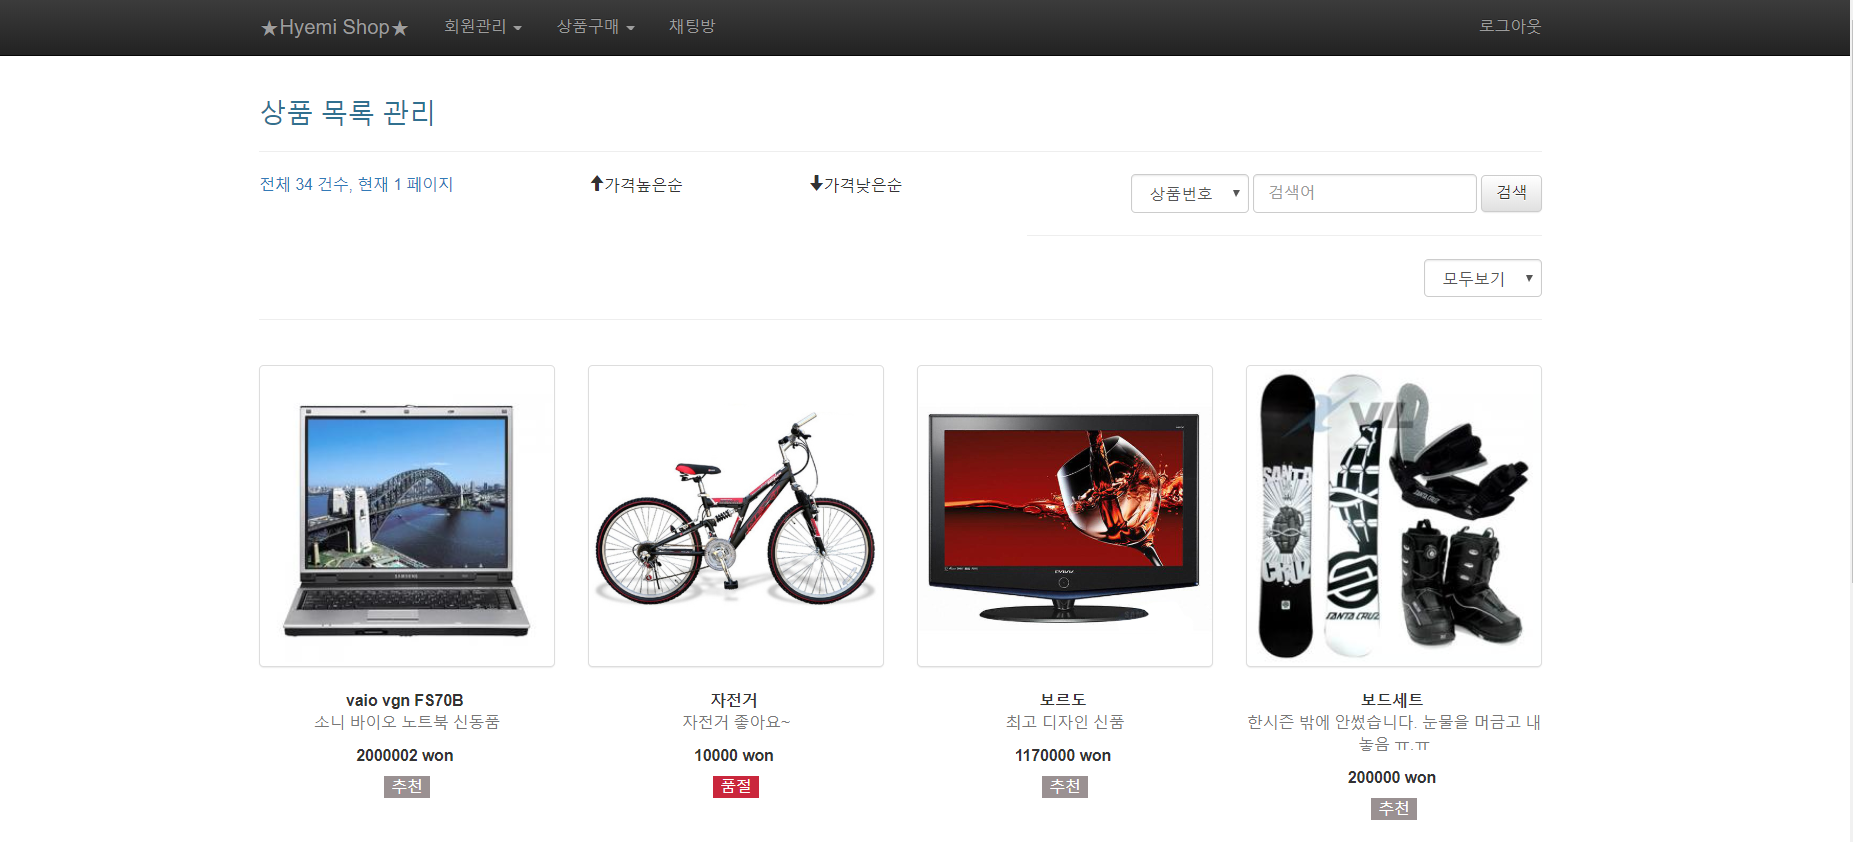 ★Hyemi Shop★ 회원관리 상품구매 채팅방 로그아웃
상품 목록 관리
전체 34 건수, 현재 1 페이지 가격높은순 가격낮은순 상품번호 검색어 검색
모두보기
SAMSUNG
SANTA
CRUZ
SANTA CRUZ
vaio vgn FS70B
소니 바이오 노트북 신동품
2000002 won
추천
자전거
자전거 좋아요~
10000 won
품절
보르도
최고 디자인 신품
1170000 won
추천
보드세트
한시즌 밖에 안썼습니다. 눈물을 머금고 내
놓음 ㅠ.ㅠ
200000 won
추천